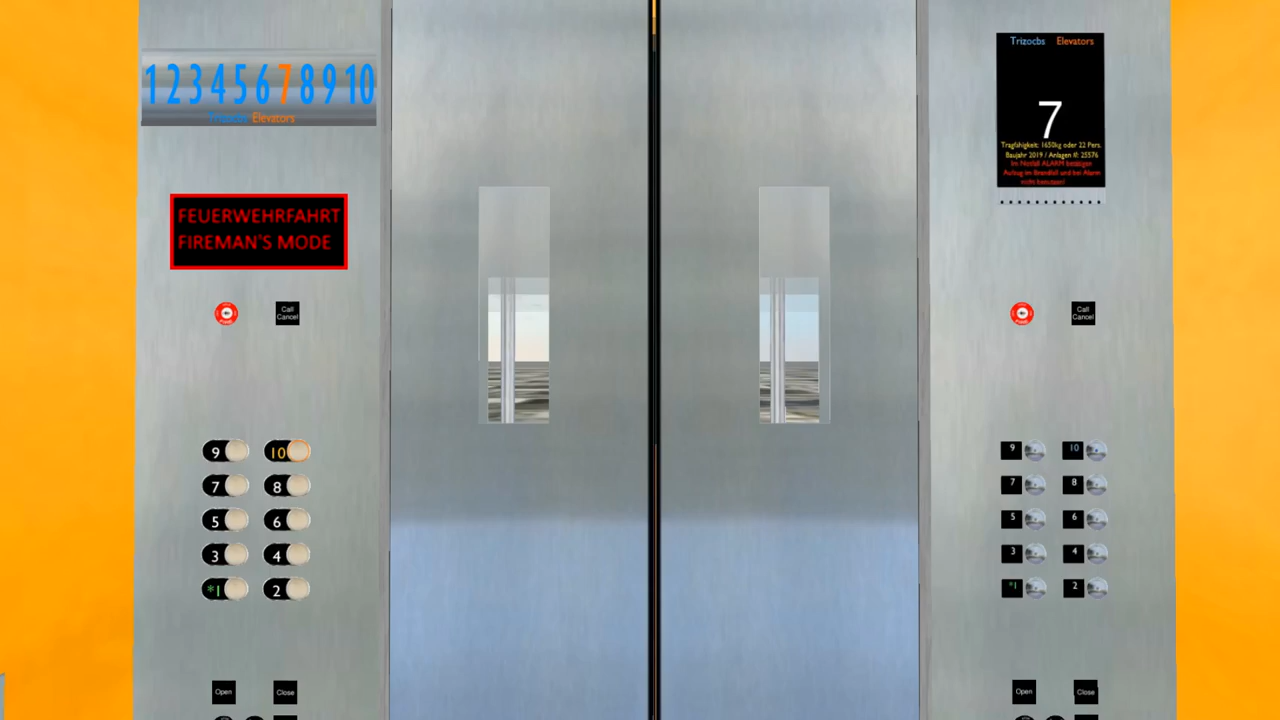 12345678910
Trizocbs Elevators
FEUERWEHRFAHRT
FIREMAN'S MODE
Call
Cancel
9 10
7 8
5 6
3 4
*1 2
Open Close
Trizocbs Elevators
7
Tragfähigkeit: 1650kg oder 22 Pers.
Baujahr 2019 / Anlagen #: 25576
Im Notfall ALARM betätigen
Aufzug im Brandfall und bei Alarm
nicht benutzen!
Call
Cancel
9 10
7 8
5 6
3 4
*1 2
Open Close